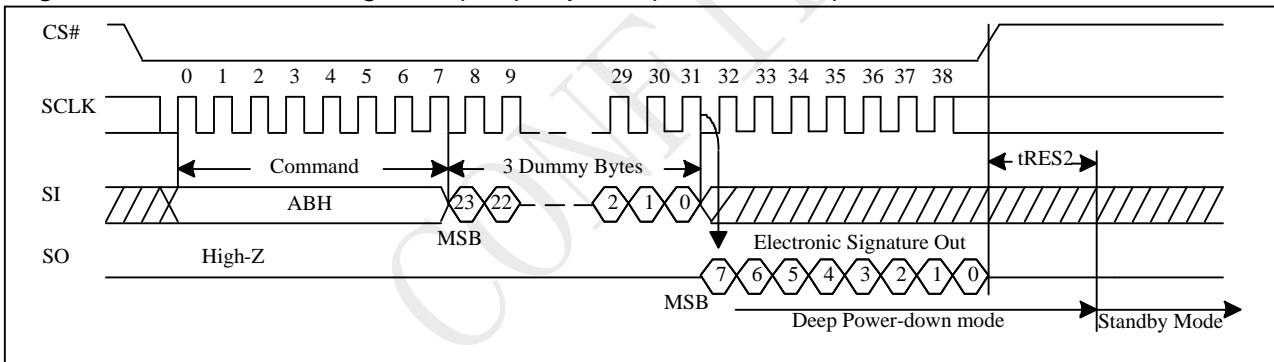 CS#
0 1 2 3 4 5 6 7 8 9 29 30 31 32 33 34 35 36 37 38
SCLK
Command
3 Dummy Bytes
tRES2
SI
ABH
23 22 2 1 0
MSB
Electronic Signature Out
SO
High-Z
7 6 5 4 3 2 1 0
MSB
Deep Power-down mode
Standby Mode